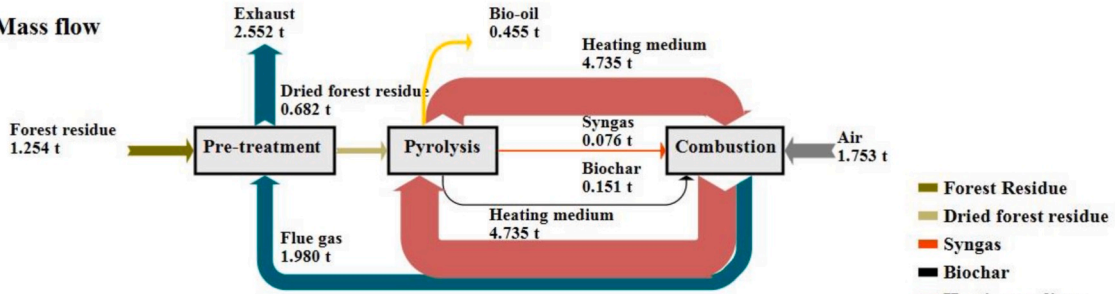 Mass flow
Exhaust
2.552 t
Bio-oil
0.455 t
Heating medium
4.735 t
Dried forest residue
0.682 t
Forest residue
1.254 t
Pre-treatment
Pyrolysis
Syngas
0.076 t
Combustion
Air
1.753 t
Biochar
0.151 t
Heating medium
4.735 t
Flue gas
1.980 t
Forest Residue
Dried forest residue
Syngas
Biochar